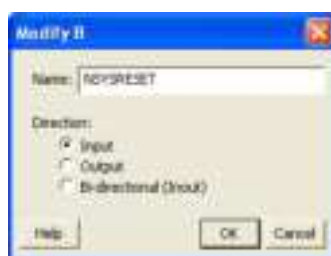 Modify B
Name: NSYSRESET
Direction:
Input
Output
Bi-directional (Inout)
Help OK Cancel